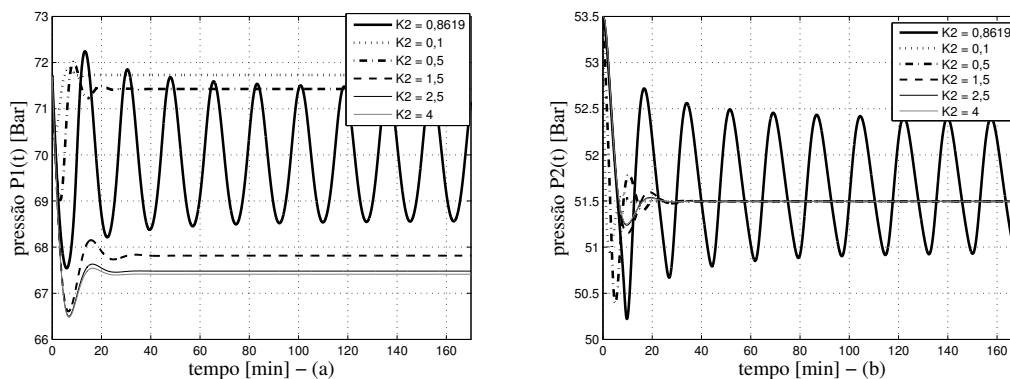 73
72
71
70
69
68
67
66
pressão P1(t) [Bar]
0
20
40
60
80
100
120
140
160
tempo [min] − (a)
K2 = 0,8619
K2 = 0,1
K2 = 0,5
K2 = 1,5
K2 = 2,5
K2 = 4
53.5
53
52.5
52
51.5
51
50.5
50
pressão P2(t) [Bar]
0
20
40
60
80
100
120
140
160
tempo [min] − (b)
K2 = 0,8619
K2 = 0,1
K2 = 0,5
K2 = 1,5
K2 = 2,5
K2 = 4